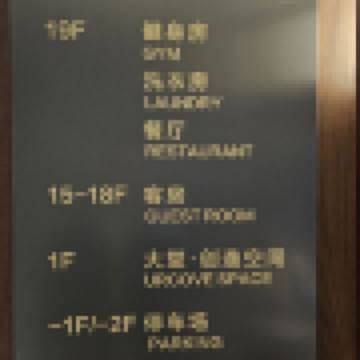 19F 健身房
GYM
洗衣房
LAUNDRY
餐厅
RESTAURANT
15-18F 客房
GUEST ROOM
1F 大堂·创造空间
URCOVE SPACE
-1F/-2F 停车场
PARKING